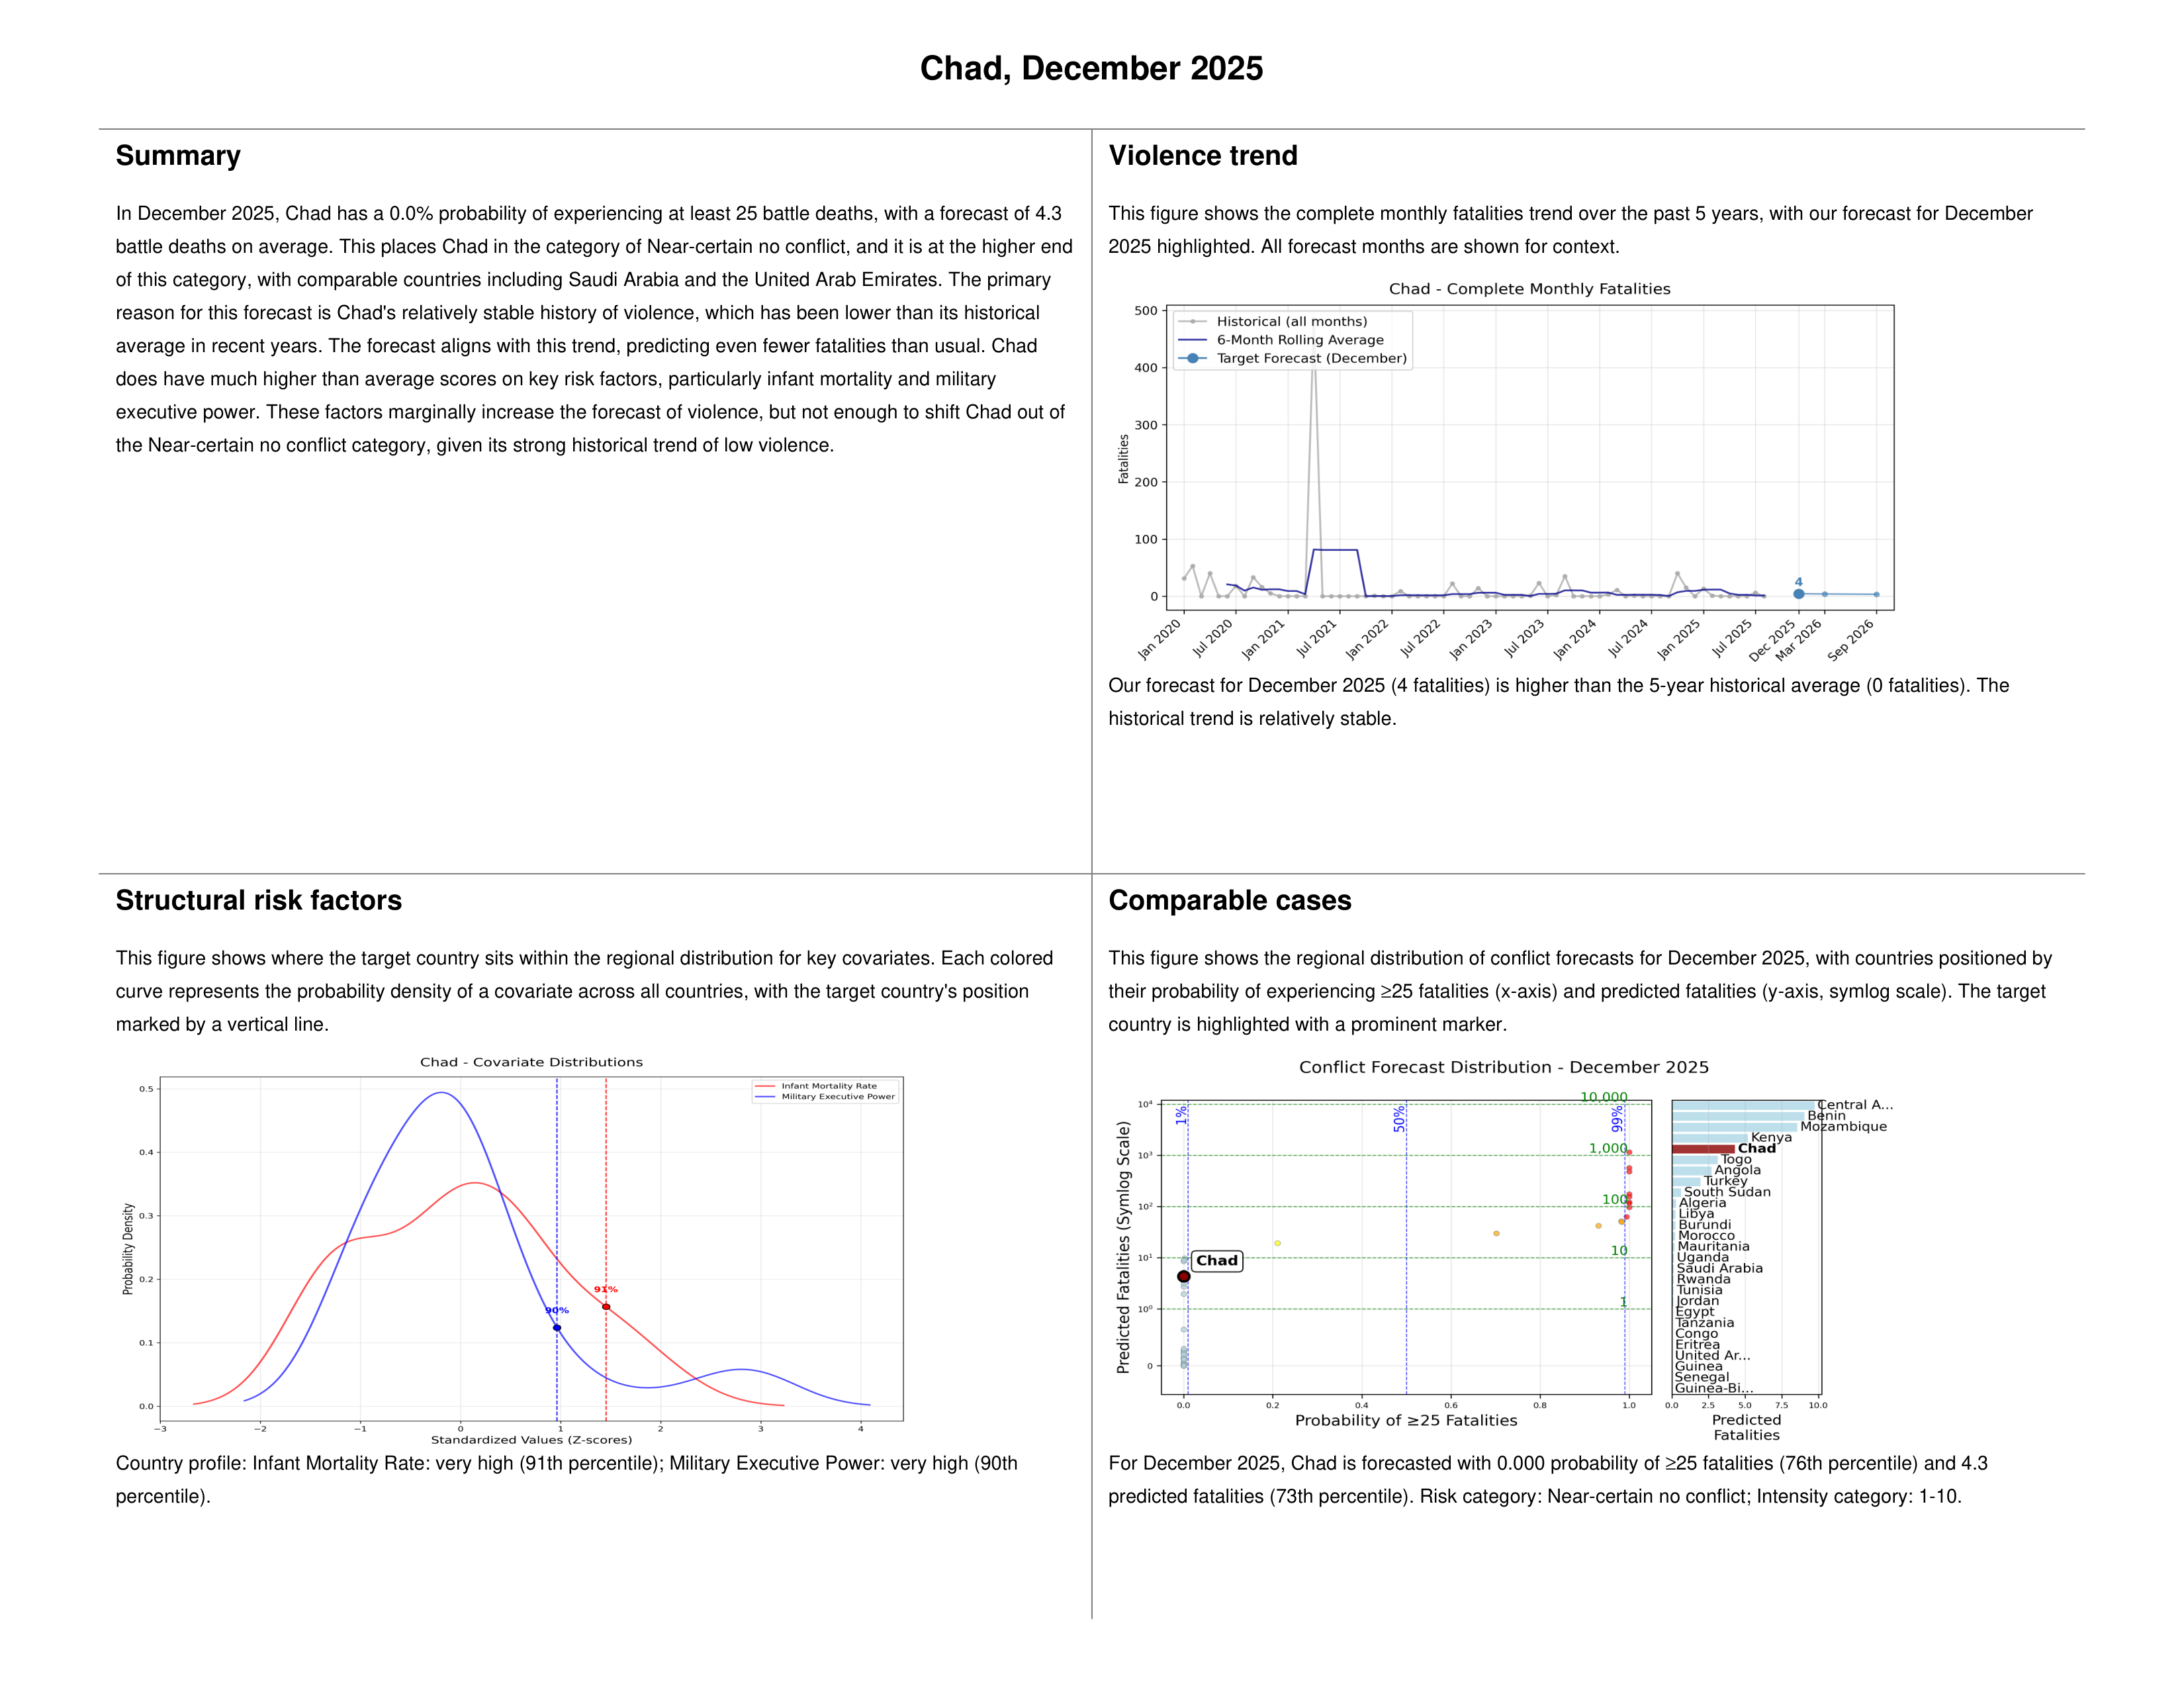 Chad, December 2025
Summary
In December 2025, Chad has a 0.0% probability of experiencing at least 25 battle deaths, with a forecast of 4.3
battle deaths on average. This places Chad in the category of Near-certain no conflict, and it is at the higher end
of this category, with comparable countries including Saudi Arabia and the United Arab Emirates. The primary
reason for this forecast is Chad's relatively stable history of violence, which has been lower than its historical
average in recent years. The forecast aligns with this trend, predicting even fewer fatalities than usual. Chad
does have much higher than average scores on key risk factors, particularly infant mortality and military
executive power. These factors marginally increase the forecast of violence, but not enough to shift Chad out of
the Near-certain no conflict category, given its strong historical trend of low violence.
Violence trend
This figure shows the complete monthly fatalities trend over the past 5 years, with our forecast for December
2025 highlighted. All forecast months are shown for context.
Chad - Complete Monthly Fatalities
Historical (all months)
6-Month Rolling Average
Target Forecast (December)
Fatalities
500
400
300
200
100
0
4
Jan 2020
Jul 2020
Jan 2021
Jul 2021
Jan 2022
Jul 2022
Jan 2023
Jul 2023
Jan 2024
Jul 2024
Jan 2025
Jul 2025
Dec 2025
Mar 2026
Sep 2026
Our forecast for December 2025 (4 fatalities) is higher than the 5-year historical average (0 fatalities). The
historical trend is relatively stable.
Structural risk factors
This figure shows where the target country sits within the regional distribution for key covariates. Each colored
curve represents the probability density of a covariate across all countries, with the target country's position
marked by a vertical line.
Chad - Covariate Distributions
Infant Mortality Rate
Military Executive Power
Probability Density
0.5
0.4
0.3
0.2
0.1
0.0
90%
91%
−3
−2
−1
0
1
2
3
4
Standardized Values (Z-scores)
Country profile: Infant Mortality Rate: very high (91th percentile); Military Executive Power: very high (90th
percentile).
Comparable cases
This figure shows the regional distribution of conflict forecasts for December 2025, with countries positioned by
their probability of experiencing ≥25 fatalities (x-axis) and predicted fatalities (y-axis, symlog scale). The target
country is highlighted with a prominent marker.
Conflict Forecast Distribution - December 2025
Predicted Fatalities (Symlog Scale)
10⁴
10³
10²
10¹
10⁰
0
1%
50%
99%
10,000
1,000
100
10
1
Chad
0.0
0.2
0.4
0.6
0.8
1.0
Probability of ≥25 Fatalities
Central A...
Benin
Mozambique
Kenya
Chad
Togo
Angola
Turkey
South Sudan
Algeria
Libya
Burundi
Morocco
Mauritania
Uganda
Saudi Arabia
Rwanda
Tunisia
Jordan
Egypt
Tanzania
Congo
Eritrea
United Ar...
Guinea
Senegal
Guinea-Bi...
0.0
2.5
5.0
7.5
10.0
Predicted
Fatalities
For December 2025, Chad is forecasted with 0.000 probability of ≥25 fatalities (76th percentile) and 4.3
predicted fatalities (73th percentile). Risk category: Near-certain no conflict; Intensity category: 1-10.